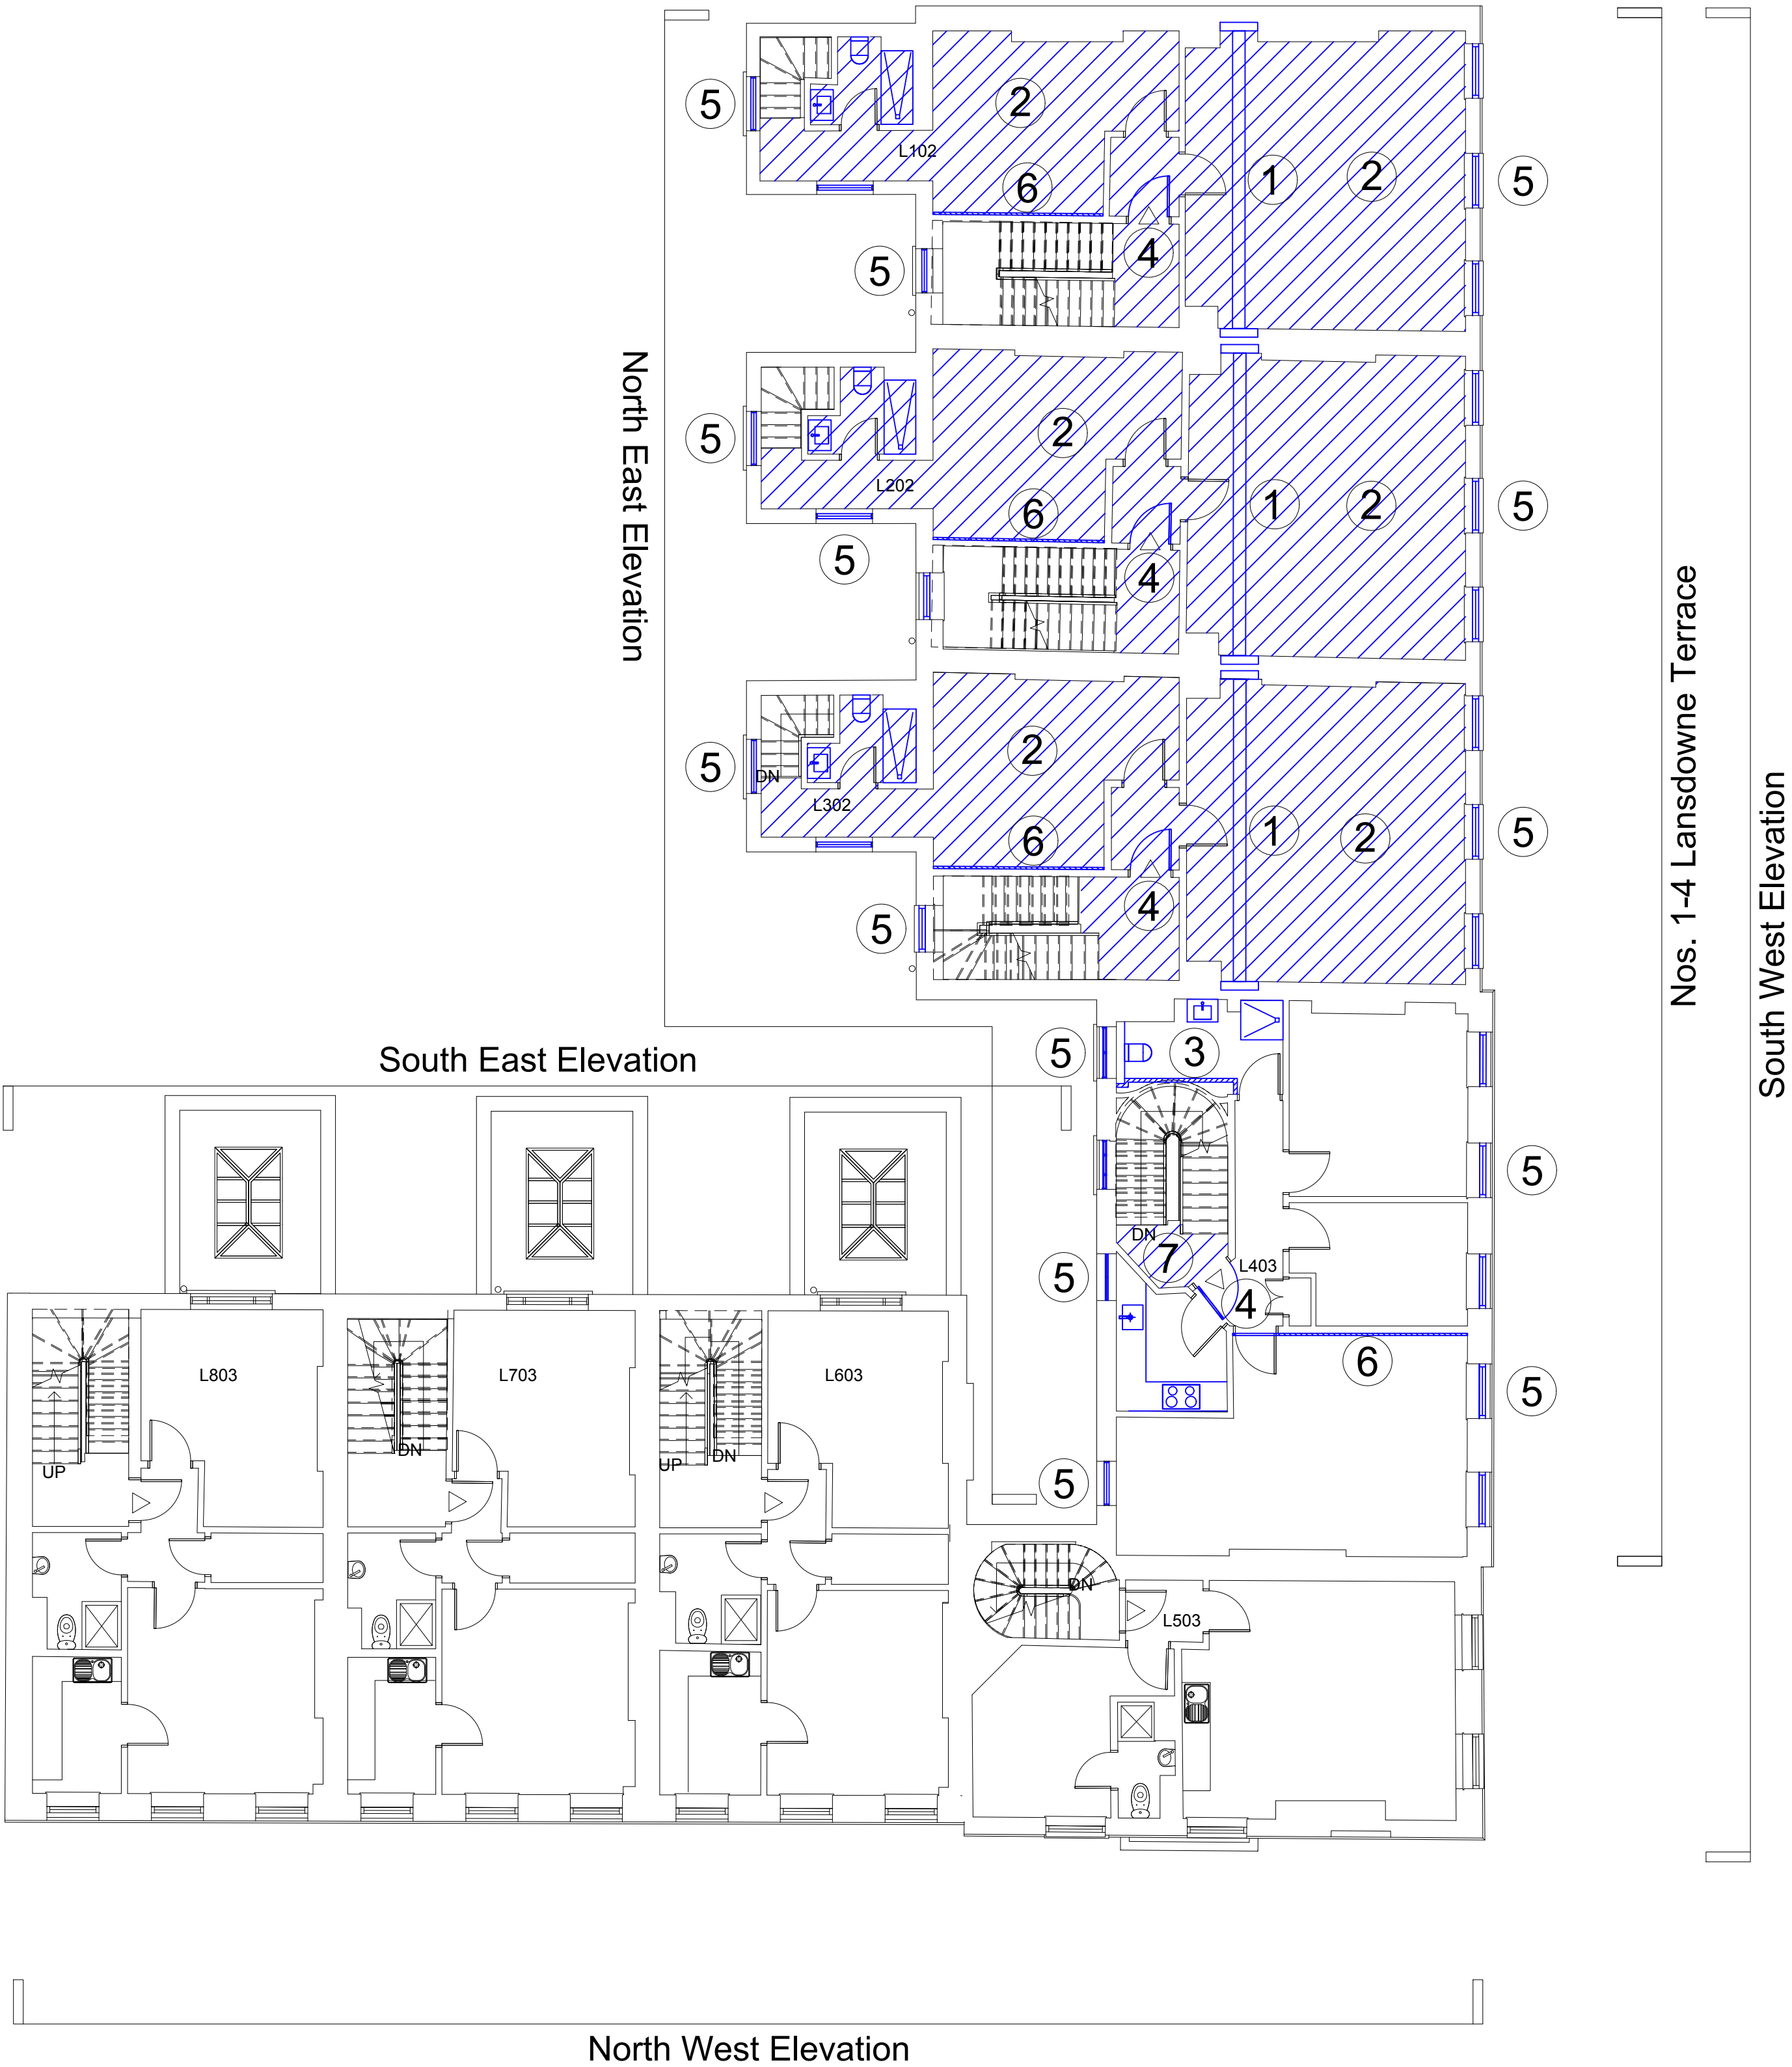 5
2
L102
6
1
2
5
4
5
North East Elevation
5
2
L202
6
1
2
5
5
4
Nos. 1-4 Lansdowne Terrace
South West Elevation
5
2
DN
L302
6
1
2
5
4
5
South East Elevation
5
3
5
DN
7
L403
5
4
6
5
L803
L703
L603
UP
DN
UP
DN
5
DN
L503
North West Elevation